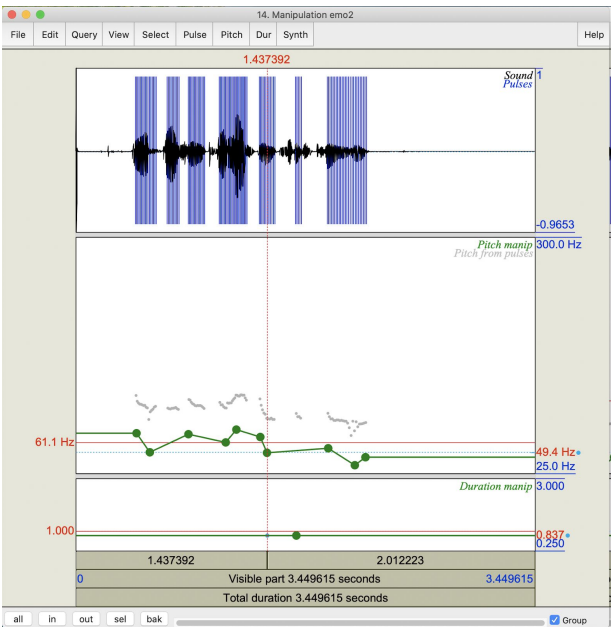 14. Manipulation emo2
File Edit Query View Select Pulse Pitch Dur Synth Help
1.437392
Sound 1
Pulses
-0.9653
Pitch manip 300.0 Hz
Pitch from pulses
61.1 Hz
49.4 Hz
25.0 Hz
Duration manip 3.000
1.000
0.837
0.250
1.437392 2.012223
0 Visible part 3.449615 seconds 3.449615
Total duration 3.449615 seconds
all in out sel bak Group